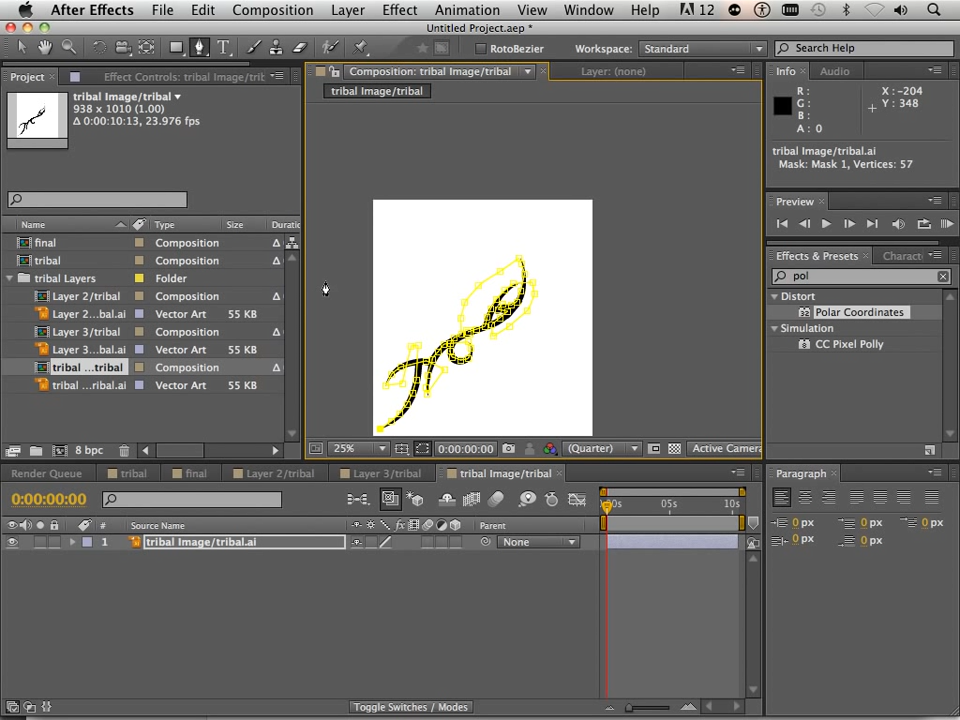 After Effects File Edit Composition Layer Effect Animation View Window Help 12
Untitled Project.aep *
T RotoBezier Workspace: Standard Search Help
Project Effect Controls: tribal Image/trib
Composition: tribal Image/tribal Layer: (none)
Info Audio
tribal Image/tribal
938 x 1010 (1.00)
Δ 0:00:10:13, 23.976 fps
tribal Image/tribal
R: X: -204
G: Y: 348
B:
A: 0
tribal Image/tribal.ai
Mask: Mask 1, Vertices: 57
Preview
Effects & Presets Charact
pol
Distort
32 Polar Coordinates
Simulation
8 CC Pixel Polly
Name Type Size Duratic
final Composition Δ
tribal Composition Δ
tribal Layers Folder
Layer 2/tribal Composition Δ
Layer 2...bal.ai Vector Art 55 KB
Layer 3/tribal Composition Δ
Layer 3...bal.ai Vector Art 55 KB
tribal ...tribal Composition Δ
tribal ...ribal.ai Vector Art 55 KB
8 bpc
25% 0:00:00:00 (Quarter) Active Camera
Render Queue tribal final Layer 2/tribal Layer 3/tribal tribal Image/tribal
Paragraph
0:00:00:00
05s 10s
# Source Name fx Parent
1 tribal Image/tribal.ai None
0 px 0 px 0 px
0 px 0 px
Toggle Switches / Modes